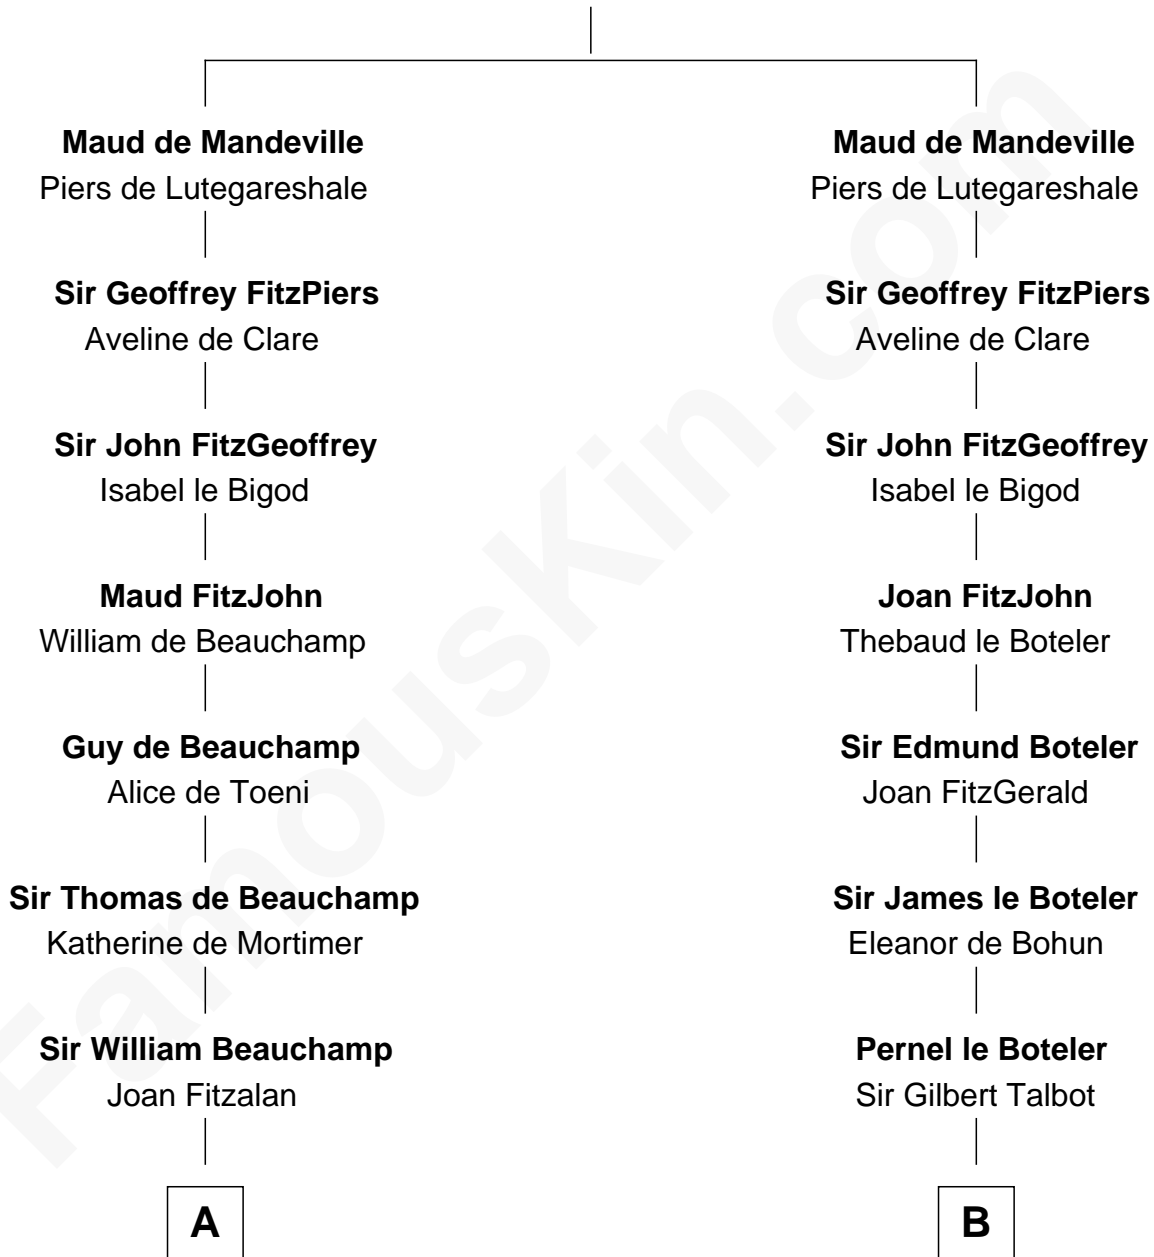 Maud de Mandeville
Piers de Lutegareshale
Sir Geoffrey FitzPiers
Aveline de Clare
Sir John FitzGeoffrey
Isabel le Bigod
Maud FitzJohn
William de Beauchamp
Guy de Beauchamp
Alice de Toeni
Sir Thomas de Beauchamp
Katherine de Mortimer
Sir William Beauchamp
Joan Fitzalan
A
Maud de Mandeville
Piers de Lutegareshale
Sir Geoffrey FitzPiers
Aveline de Clare
Sir John FitzGeoffrey
Isabel le Bigod
Joan FitzJohn
Thebaud le Boteler
Sir Edmund Boteler
Joan FitzGerald
Sir James le Boteler
Eleanor de Bohun
Pernel le Boteler
Sir Gilbert Talbot
B
FamousKin.com